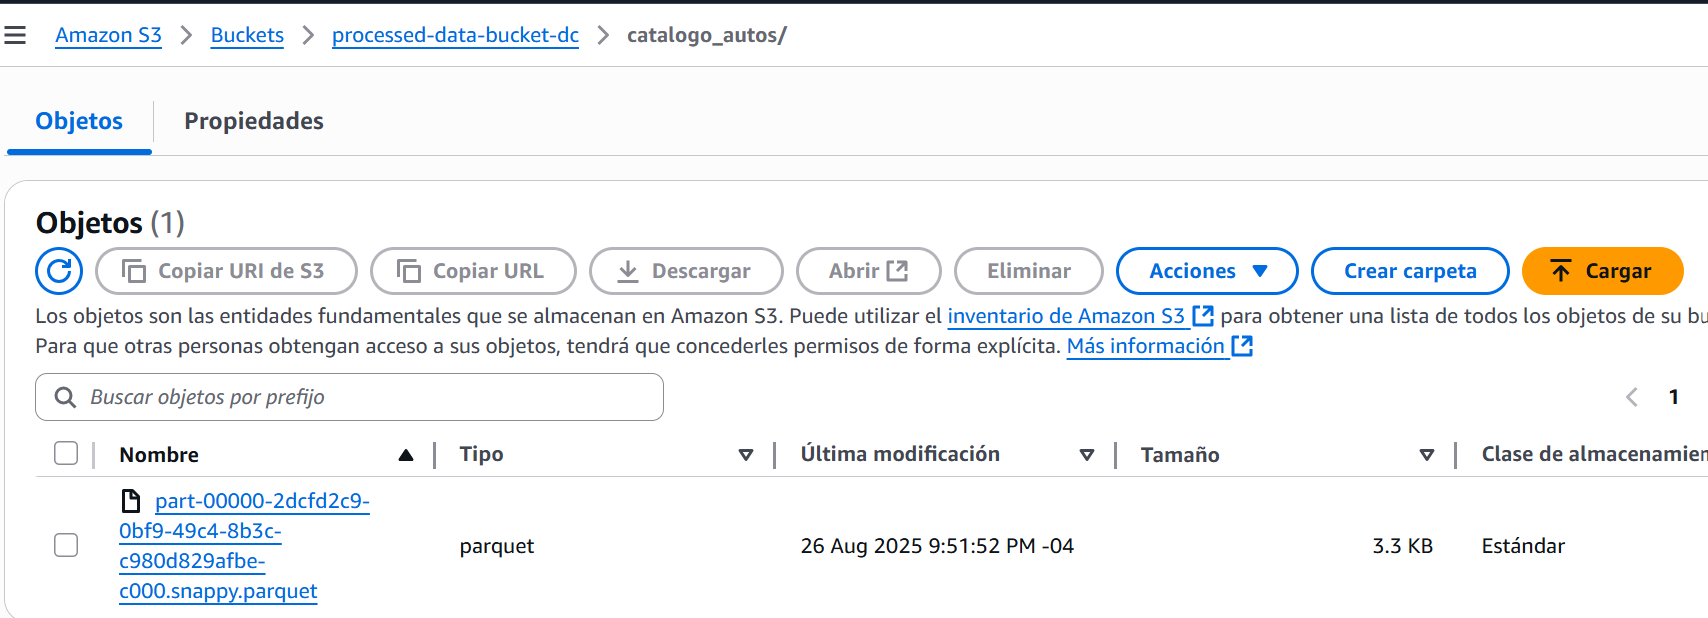 Amazon S3 > Buckets > processed-data-bucket-dc > catalogo_autos/
Objetos Propiedades
Objetos (1)
Copiar URI de S3 Copiar URL Descargar Abrir Eliminar Acciones Crear carpeta Cargar
Los objetos son las entidades fundamentales que se almacenan en Amazon S3. Puede utilizar el inventario de Amazon S3 para obtener una lista de todos los objetos de su bu
Para que otras personas obtengan acceso a sus objetos, tendrá que concederles permisos de forma explícita. Más información
Buscar objetos por prefijo
1
Nombre Tipo Última modificación Tamaño Clase de almacenamien
part-00000-2dcfd2c9-
0bf9-49c4-8b3c-
c980d829afbe-
c000.snappy.parquet
parquet 26 Aug 2025 9:51:52 PM -04 3.3 KB Estándar